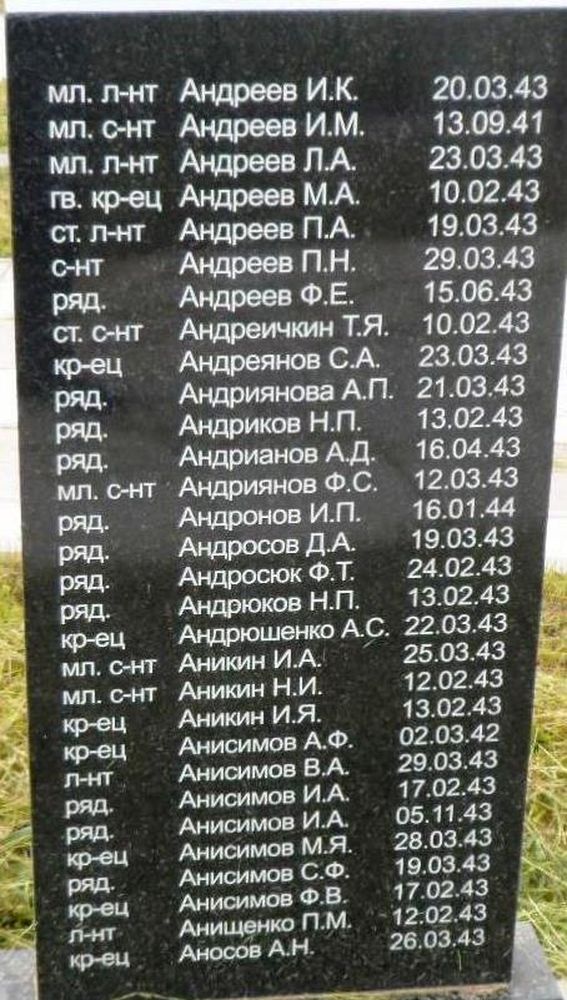 мл. л-нт Андреев И.К. 20.03.43
мл. с-нт Андреев И.М. 13.09.41
мл. л-нт Андреев Л.А. 23.03.43
гв. кр-ец Андреев М.А. 10.02.43
ст. л-нт Андреев П.А. 19.03.43
с-нт Андреев П.Н. 29.03.43
ряд. Андреев Ф.Е. 15.06.43
ст. с-нт Андреичкин Т.Я. 10.02.43
кр-ец Андреянов С.А. 23.03.43
ряд. Андриянова А.П. 21.03.43
ряд. Андриков Н.П. 13.02.43
ряд. Андрианов А.Д. 16.04.43
мл. с-нт Андриянов Ф.С. 12.03.43
ряд. Андронов И.П. 16.01.44
ряд. Андросов Д.А. 19.03.43
ряд. Андросюк Ф.Т. 24.02.43
ряд. Андрюков Н.П. 13.02.43
кр-ец Андрюшенко А.С. 22.03.43
мл. с-нт Аникин И.А. 25.03.43
мл. с-нт Аникин Н.И. 12.02.43
кр-ец Аникин И.Я. 13.02.43
кр-ец Анисимов А.Ф. 02.03.42
л-нт Анисимов В.А. 29.03.43
ряд. Анисимов И.А. 17.02.43
ряд. Анисимов И.А. 05.11.43
кр-ец Анисимов М.Я. 28.03.43
ряд. Анисимов С.Ф. 19.03.43
кр-ец Анисимов Ф.В. 17.02.43
л-нт Анищенко П.М. 12.02.43
кр-ец Аносов А.Н. 26.03.43